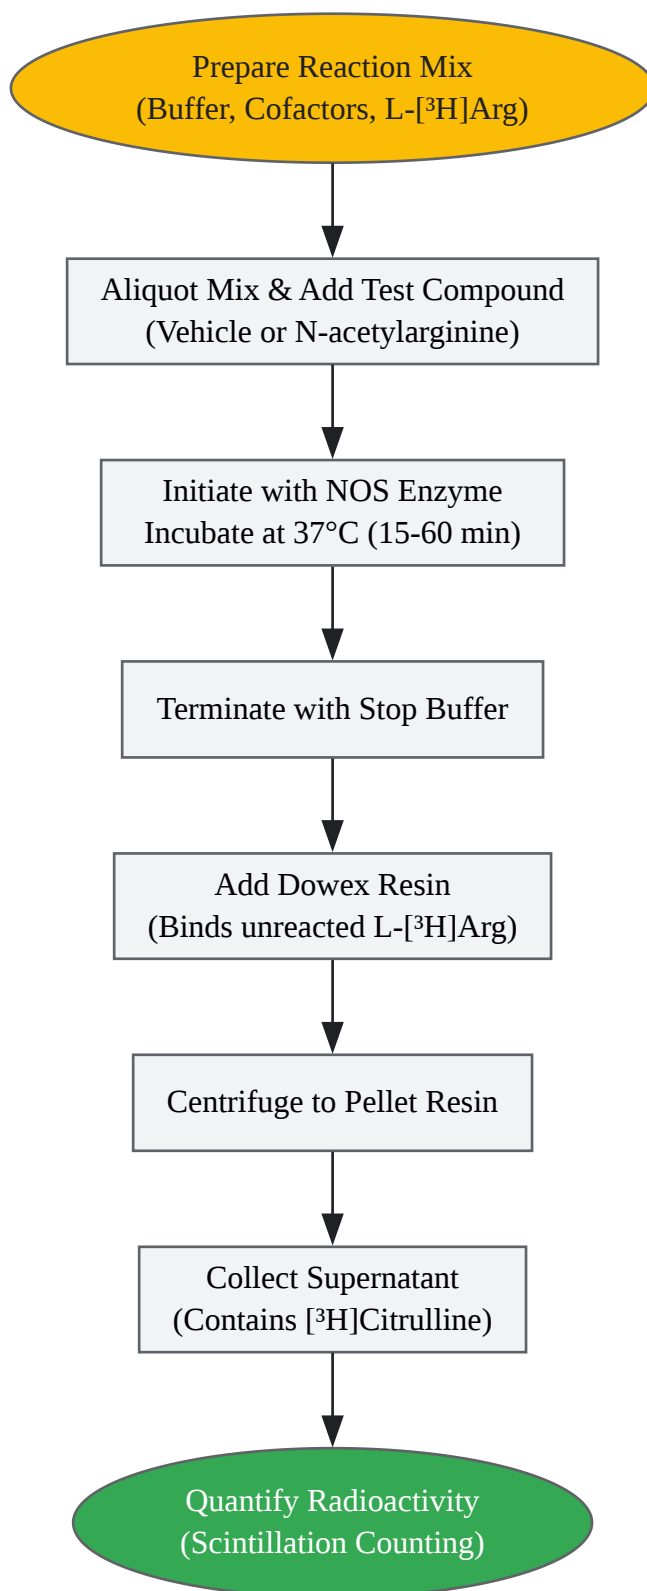 Prepare Reaction Mix
(Buffer, Cofactors, L-[³H]Arg)
Aliquot Mix & Add Test Compound
(Vehicle or N-acetylarginine)
Initiate with NOS Enzyme
Incubate at 37°C (15-60 min)
Terminate with Stop Buffer
Add Dowex Resin
(Binds unreacted L-[³H]Arg)
Centrifuge to Pellet Resin
Collect Supernatant
(Contains [³H]Citrulline)
Quantify Radioactivity
(Scintillation Counting)